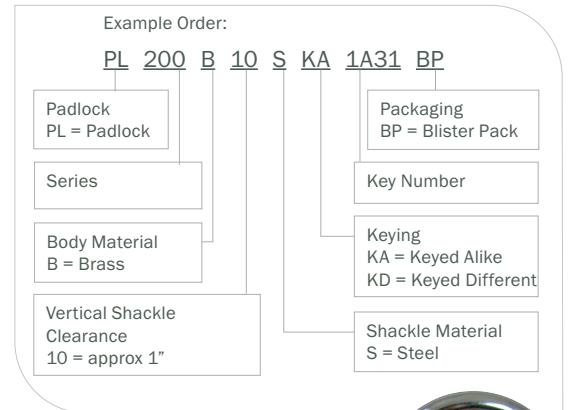 Example Order:
PL 200 B 10 S KA 1A31 BP
Padlock
PL = Padlock
Series
Body Material
B = Brass
Vertical Shackle
Clearance
10 = approx 1”
Packaging
BP = Blister Pack
Key Number
Keying
KA = Keyed Alike
KD = Keyed Different
Shackle Material
S = Steel